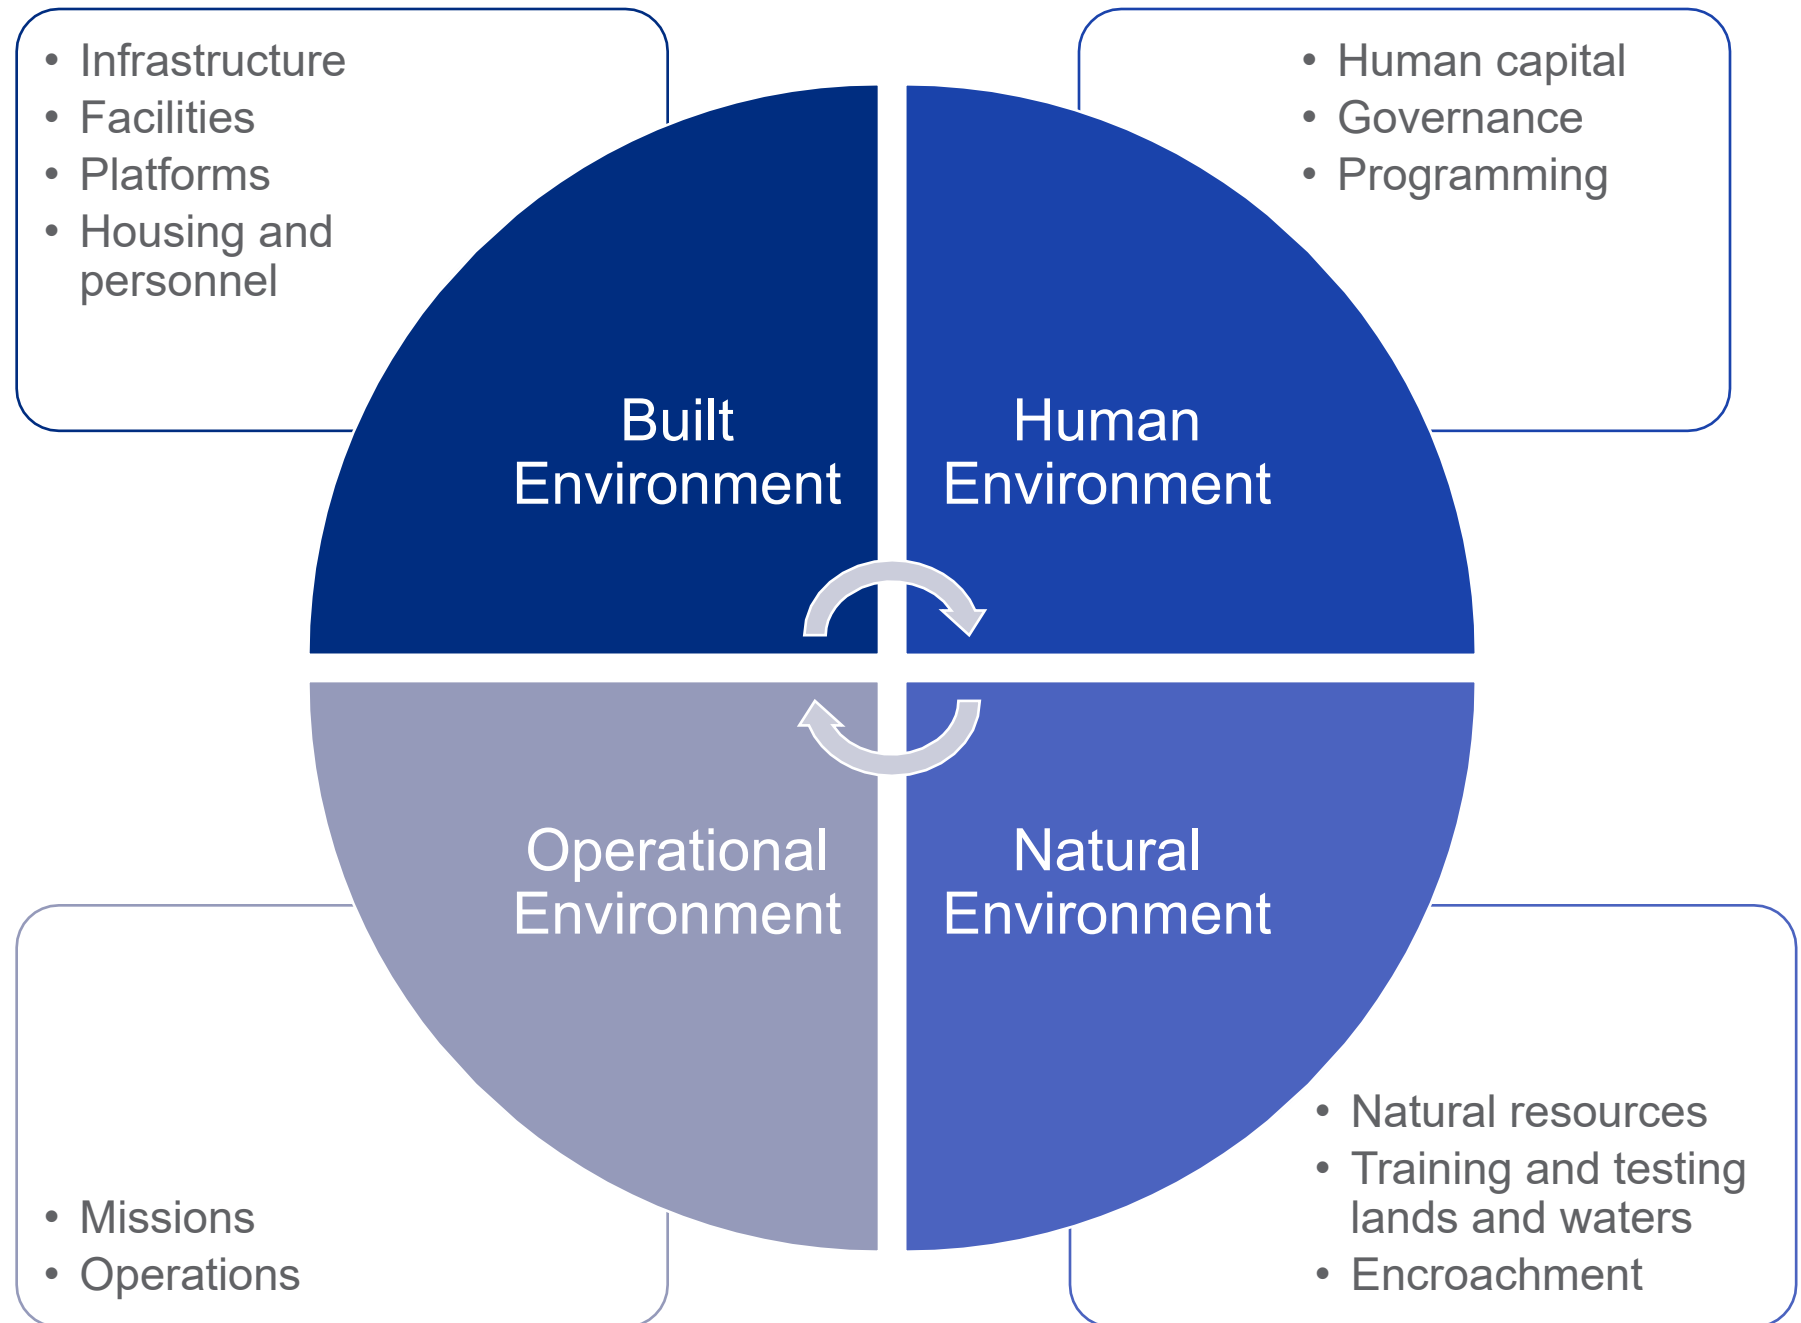 • Infrastructure
• Facilities
• Platforms
• Housing and
personnel
• Human capital
• Governance
• Programming
Built
Environment
Human
Environment
Operational
Environment
Natural
Environment
• Missions
• Operations
• Natural resources
• Training and testing
lands and waters
• Encroachment